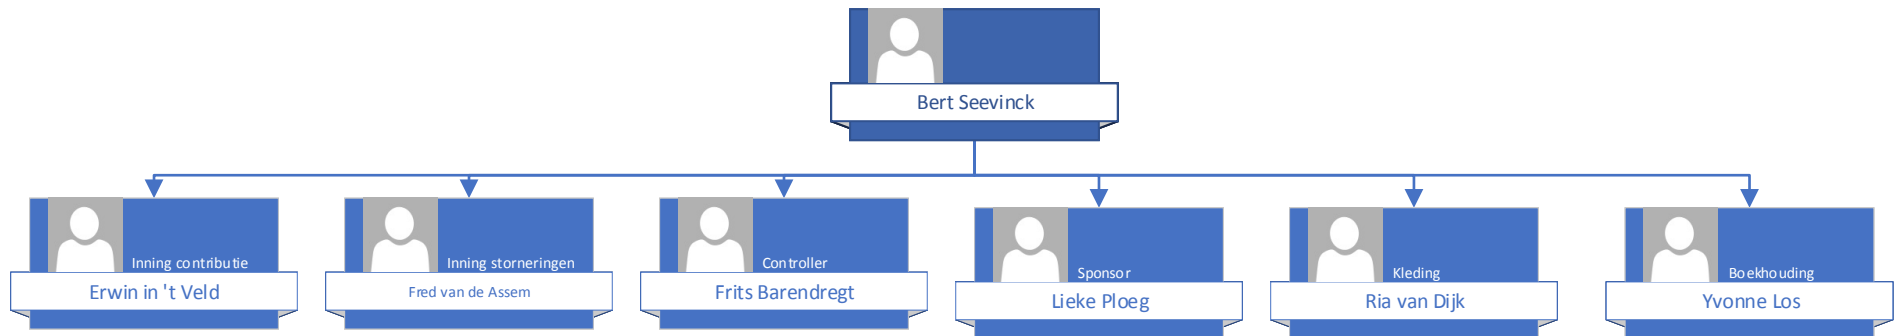 Bert Seevinck
Inning contributie
Erwin in 't Veld
Inning storneringen
Fred van de Assem
Controller
Frits Barendregt
Sponsor
Lieke Ploeg
Kleding
Ria van Dijk
Boekhouding
Yvonne Los